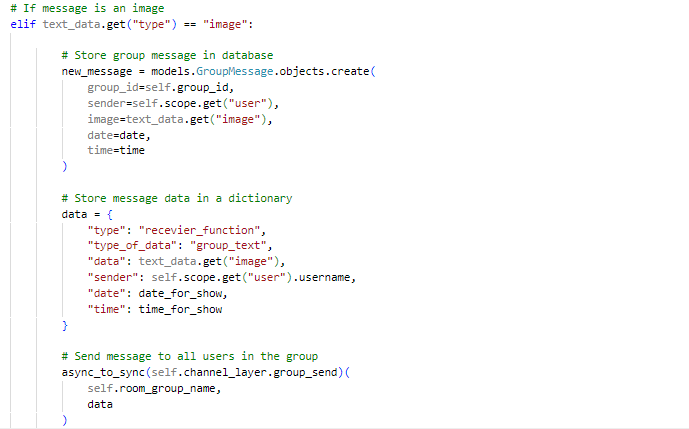 # If message is an image
elif text_data.get("type") == "image":
# Store group message in database
new_message = models.GroupMessage.objects.create(
group_id=self.group_id,
sender=self.scope.get("user"),
image=text_data.get("image"),
date=date,
time=time
)
# Store message data in a dictionary
data = {
"type": "recevier_function",
"type_of_data": "group_text",
"data": text_data.get("image"),
"sender": self.scope.get("user").username,
"date": date_for_show,
"time": time_for_show
}
# Send message to all users in the group
async_to_sync(self.channel_layer.group_send)(
self.room_group_name,
data
)